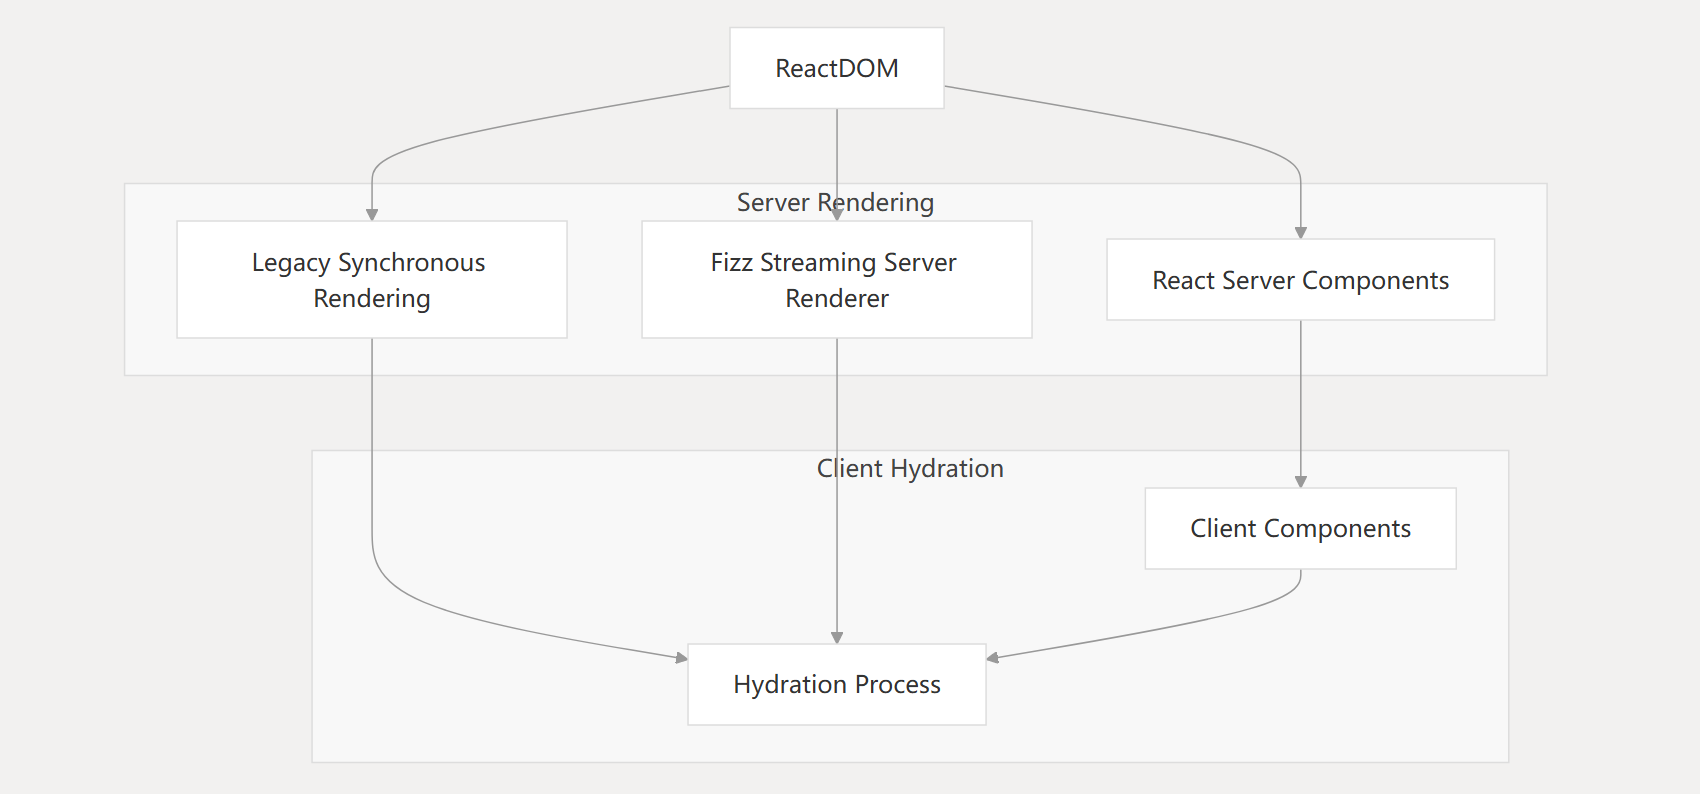 ReactDOM
Server Rendering
Legacy Synchronous
Rendering
Fizz Streaming Server
Renderer
React Server Components
Client Hydration
Client Components
Hydration Process